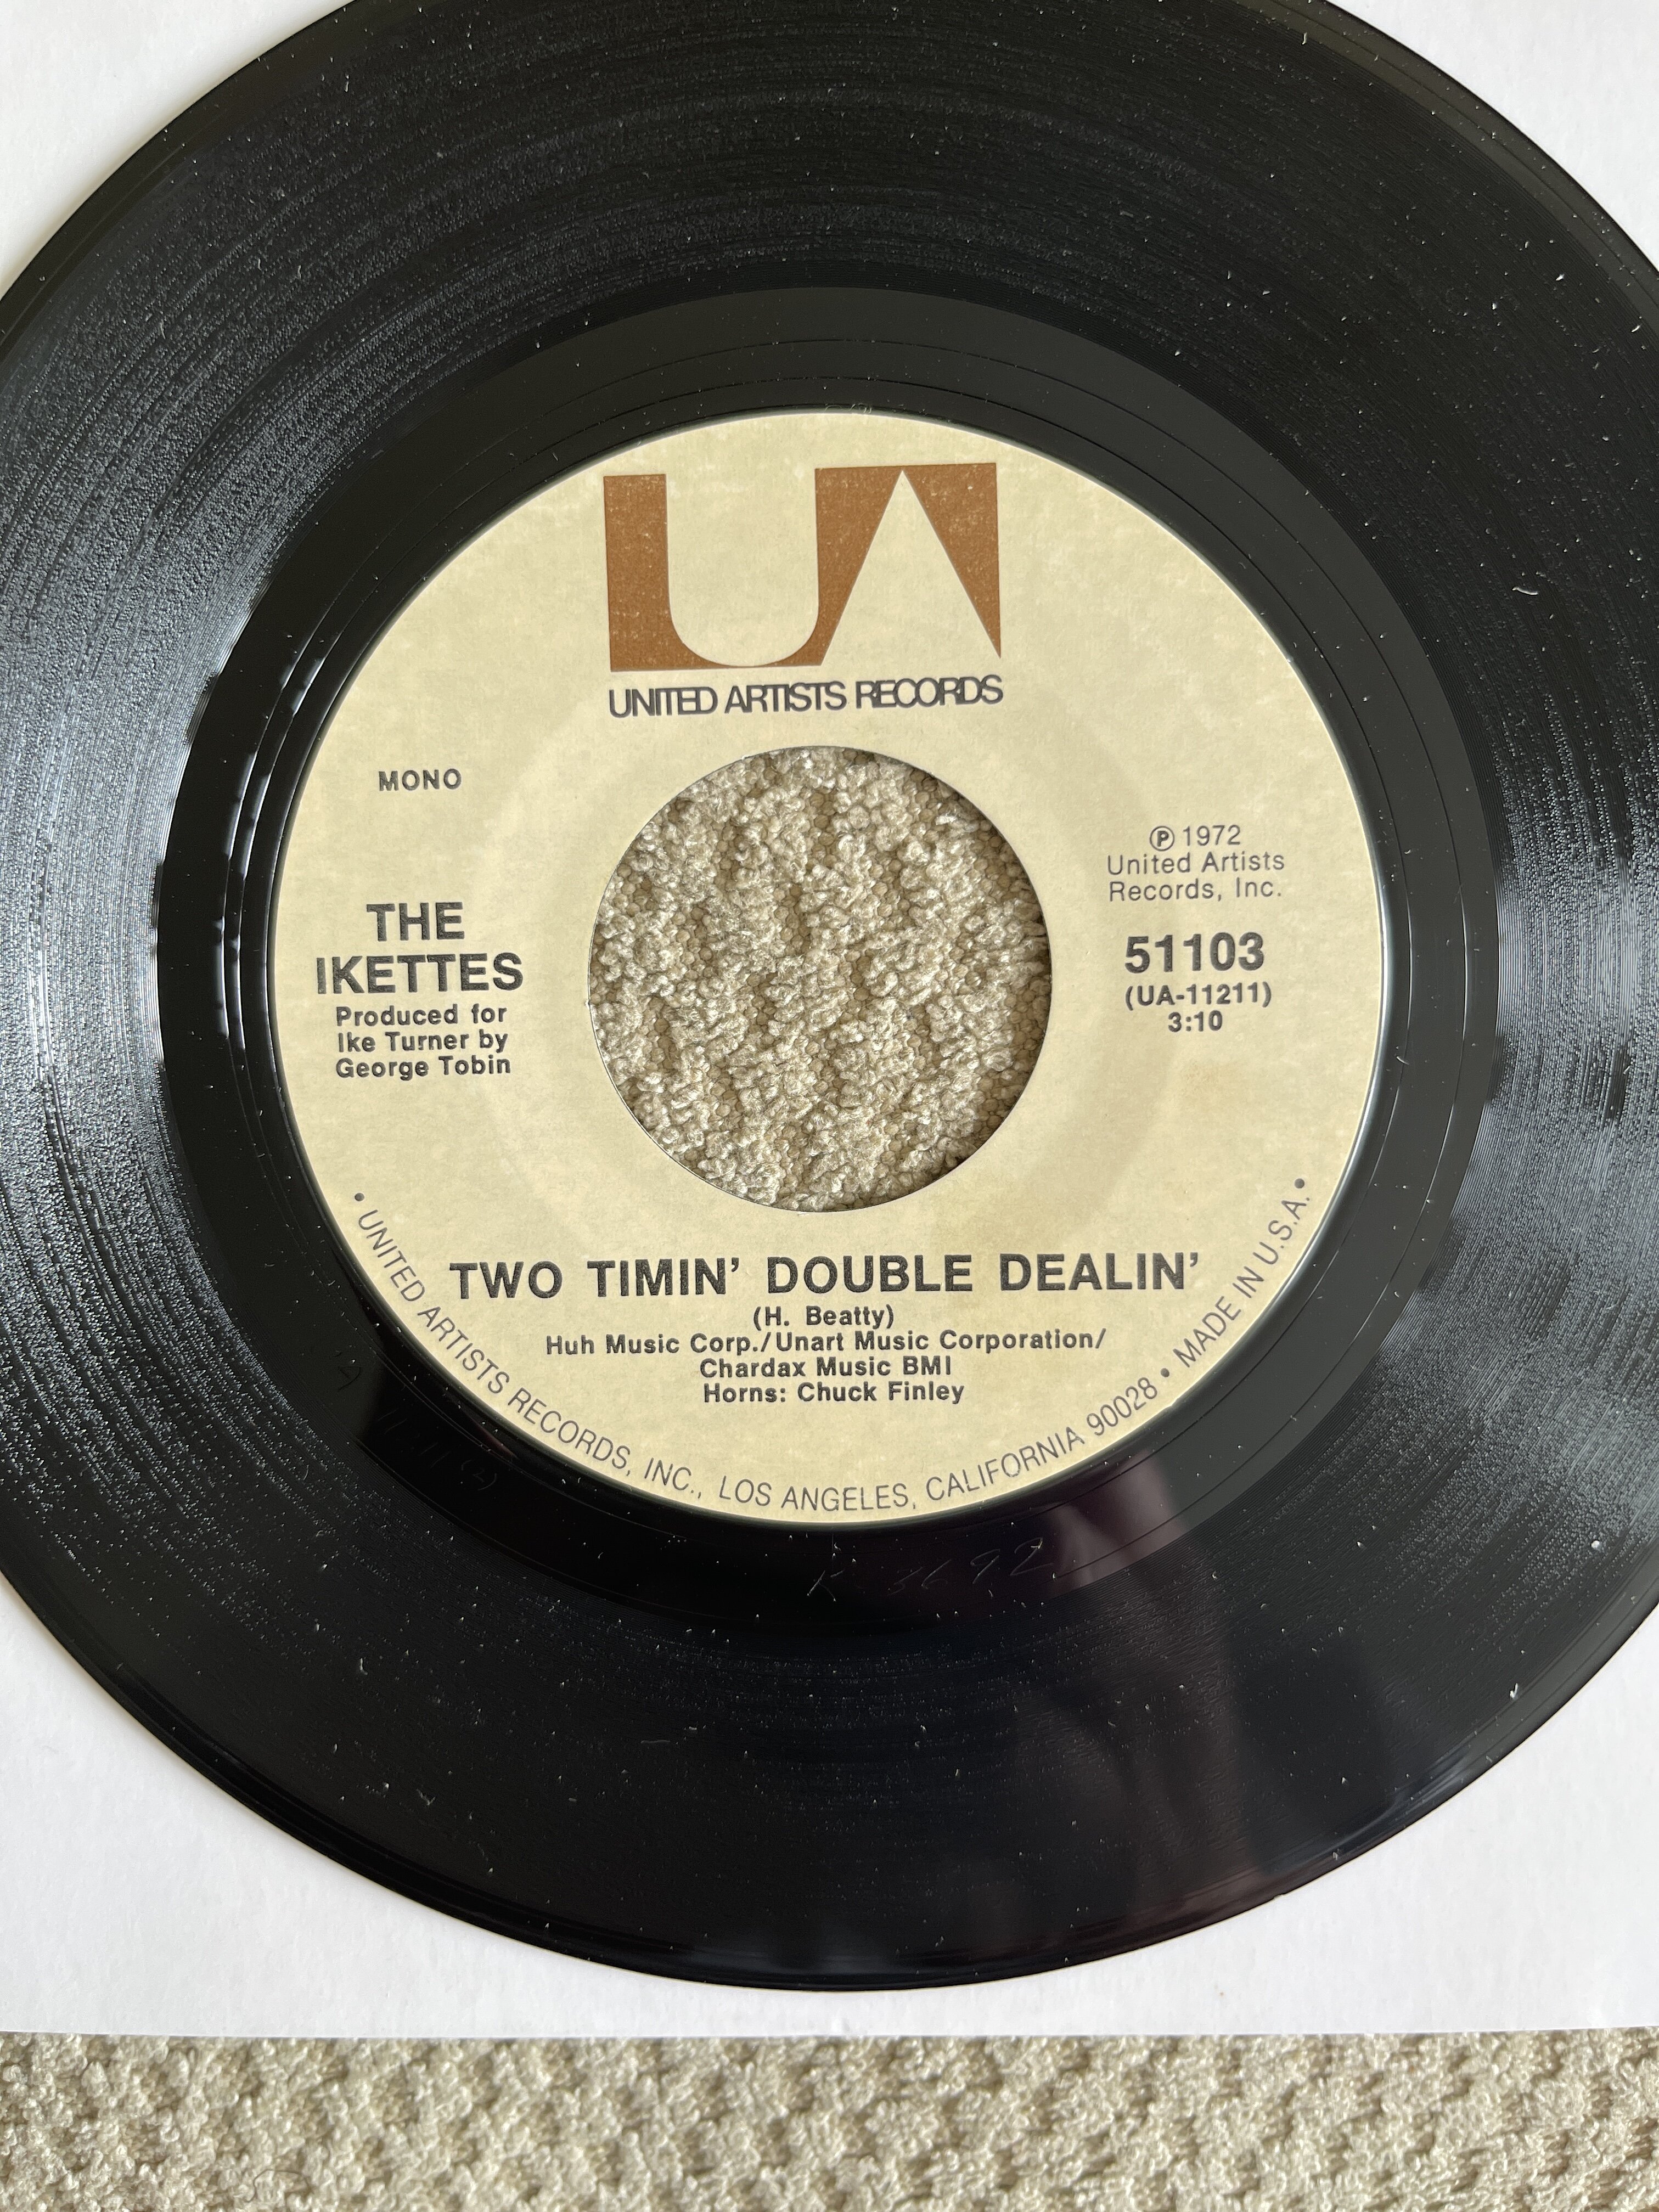 UA
UNITED ARTISTS RECORDS
MONO
THE
IKETTES
Produced for
Ike Turner by
George Tobin
Ⓟ 1972
United Artists
Records, Inc.
51103
(UA-11211)
3:10
TWO TIMIN' DOUBLE DEALIN'
(H. Beatty)
Huh Music Corp./Unart Music Corporation/
Chardax Music BMI
Horns: Chuck Finley
• UNITED ARTISTS RECORDS, INC., LOS ANGELES, CALIFORNIA 90028 • MADE IN U.S.A. •